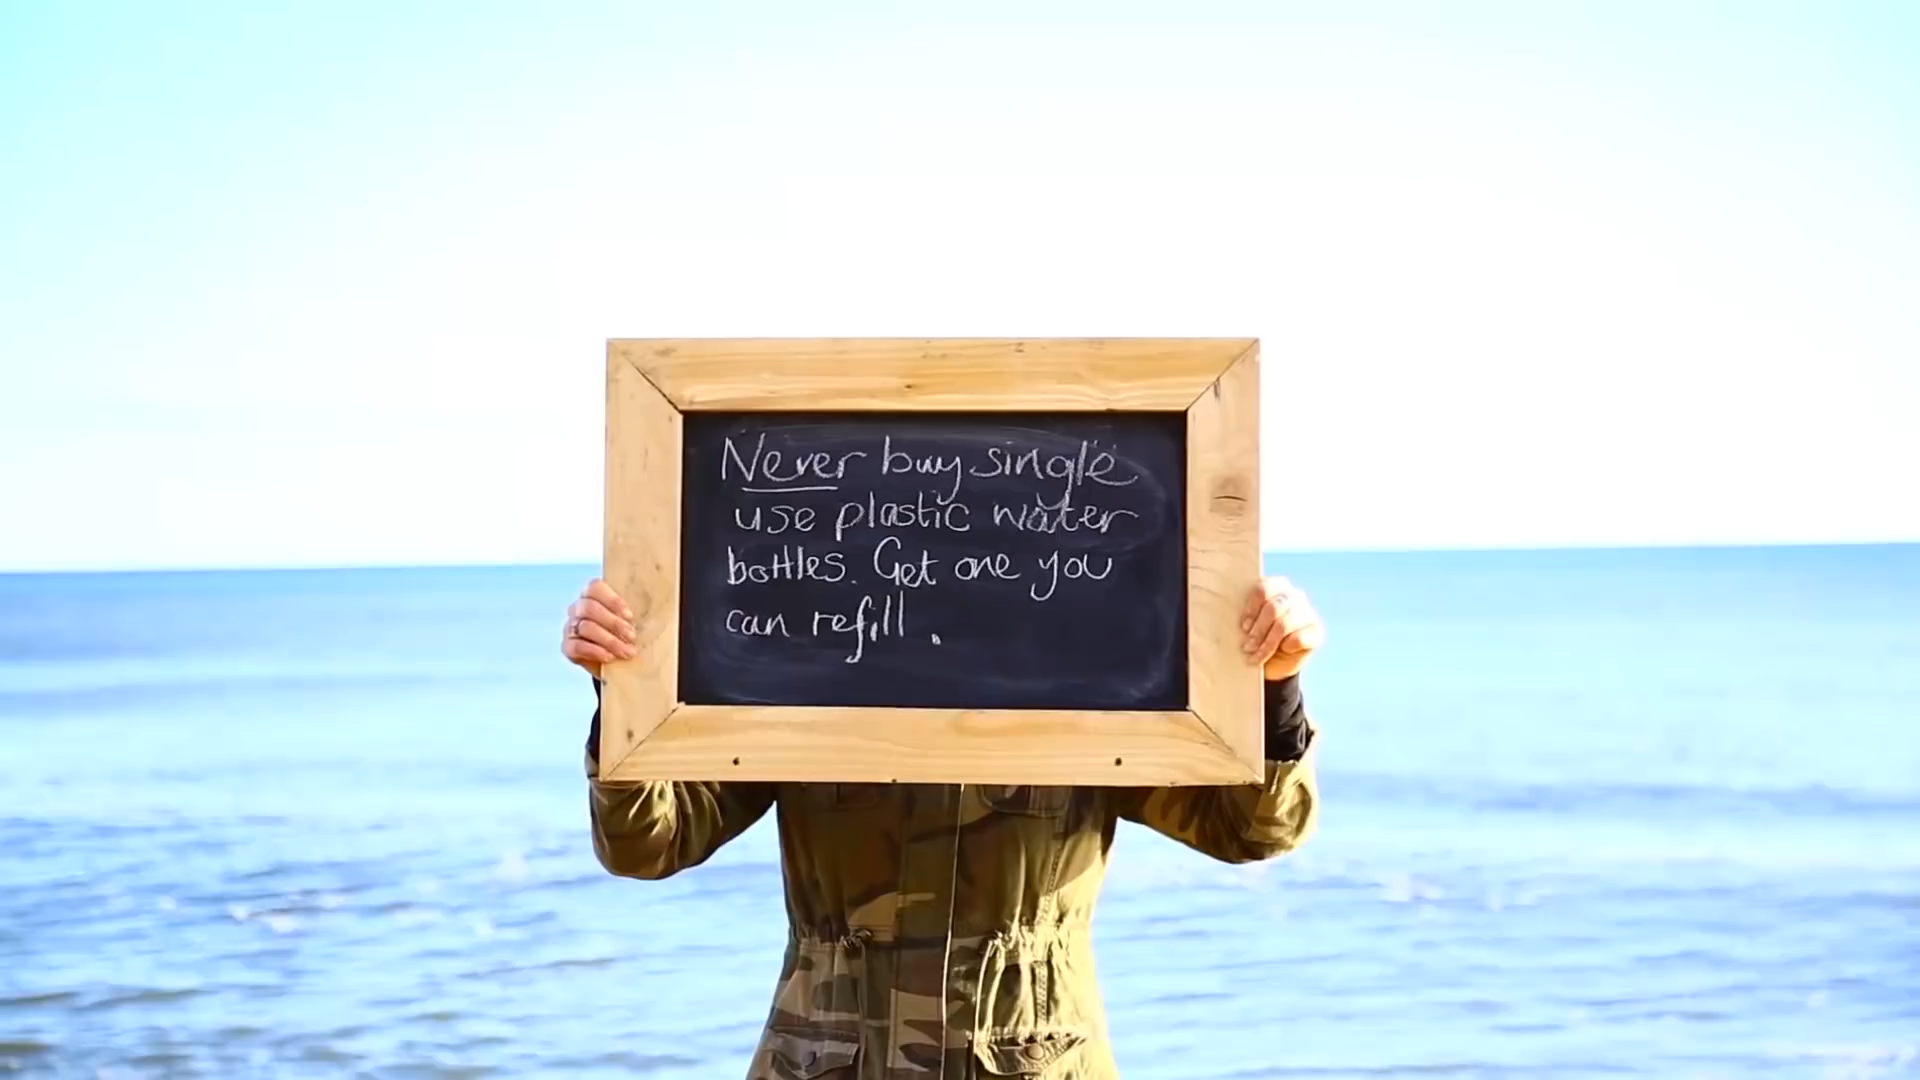 Never buy single
use plastic water
bottles. Get one you
can refill.